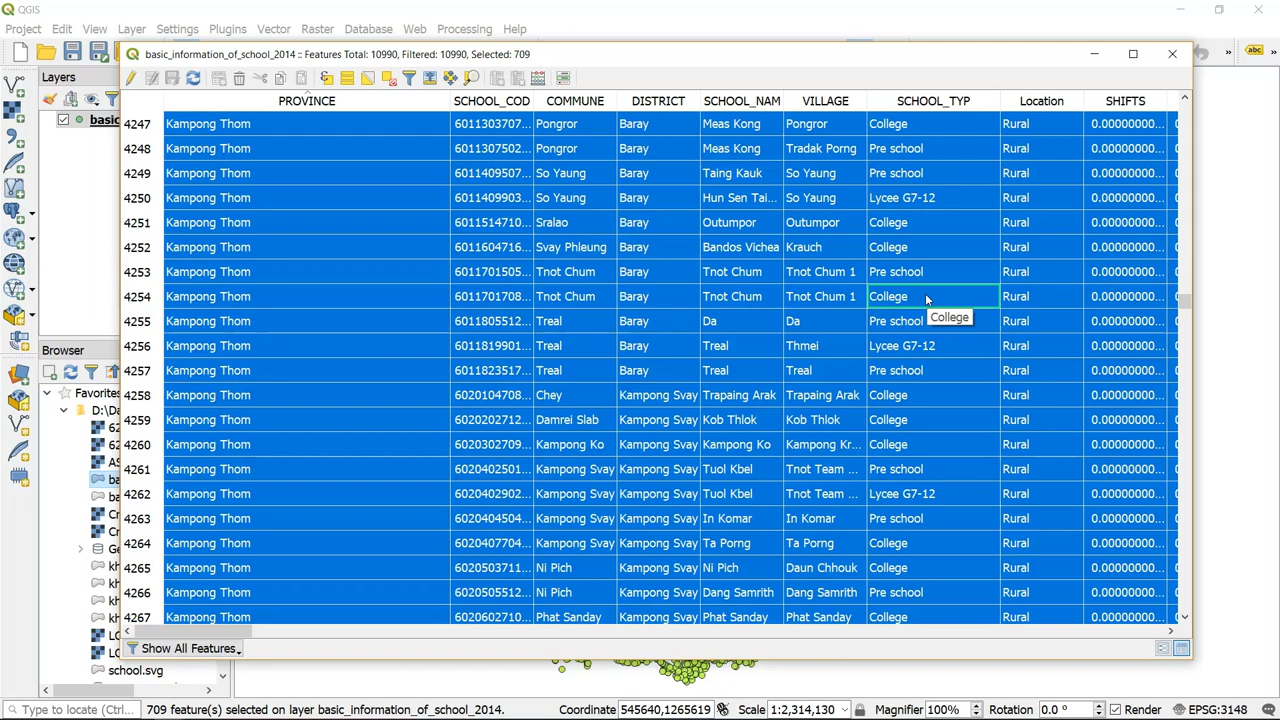 QGIS
Project Edit View Layer Settings Plugins Vector Raster Database Web Processing Help
basic_information_of_school_2014 :: Features Total: 10990, Filtered: 10990, Selected: 709
Layers
basic
PROVINCE SCHOOL_COD COMMUNE DISTRICT SCHOOL_NAM VILLAGE SCHOOL_TYP Location SHIFTS
4247 Kampong Thom 6011303707... Pongror Baray Meas Kong Pongror College Rural 0.00000000...
4248 Kampong Thom 6011307502... Pongror Baray Meas Kong Tradak Porng Pre school Rural 0.00000000...
4249 Kampong Thom 6011409507... So Yaung Baray Taing Kauk So Yaung Pre school Rural 0.00000000...
4250 Kampong Thom 6011409903... So Yaung Baray Hun Sen Tai... So Yaung Lycee G7-12 Rural 0.00000000...
4251 Kampong Thom 6011514710... Sralao Baray Outumpor Outumpor College Rural 0.00000000...
4252 Kampong Thom 6011604716... Svay Phleung Baray Bandos Vichea Krauch College Rural 0.00000000...
4253 Kampong Thom 6011701505... Tnot Chum Baray Tnot Chum Tnot Chum 1 Pre school Rural 0.00000000...
4254 Kampong Thom 6011701708... Tnot Chum Baray Tnot Chum Tnot Chum 1 College Rural 0.00000000...
College
4255 Kampong Thom 6011805512... Treal Baray Da Da Pre school Rural 0.00000000...
4256 Kampong Thom 6011819901... Treal Baray Treal Thmei Lycee G7-12 Rural 0.00000000...
4257 Kampong Thom 6011823517... Treal Baray Treal Treal Pre school Rural 0.00000000...
4258 Kampong Thom 6020104708... Chey Kampong Svay Trapaing Arak Trapaing Arak College Rural 0.00000000...
4259 Kampong Thom 6020202712... Damrei Slab Kampong Svay Kob Thlok Kob Thlok College Rural 0.00000000...
4260 Kampong Thom 6020302709... Kampong Ko Kampong Svay Kampong Ko Kampong Kr... College Rural 0.00000000...
4261 Kampong Thom 6020402501... Kampong Svay Kampong Svay Tuol Kbel Tnot Team ... Pre school Rural 0.00000000...
4262 Kampong Thom 6020402902... Kampong Svay Kampong Svay Tuol Kbel Tnot Team ... Lycee G7-12 Rural 0.00000000...
4263 Kampong Thom 6020404504... Kampong Svay Kampong Svay In Komar In Komar Pre school Rural 0.00000000...
4264 Kampong Thom 6020407704... Kampong Svay Kampong Svay Ta Porng Ta Porng College Rural 0.00000000...
4265 Kampong Thom 6020503711... Ni Pich Kampong Svay Ni Pich Daun Chhouk College Rural 0.00000000...
4266 Kampong Thom 6020505512... Ni Pich Kampong Svay Dang Samrith Dang Samrith Pre school Rural 0.00000000...
4267 Kampong Thom 6020602710... Phat Sanday Kampong Svay Phat Sanday Phat Sanday College Rural 0.00000000...
Show All Features
Browser
Favorites
school.svg
Type to locate (Ctrl... 709 feature(s) selected on layer basic_information_of_school_2014. Coordinate 545640,1265619 Scale 1:2,314,130 Magnifier 100% Rotation 0.0 ° Render EPSG:3148